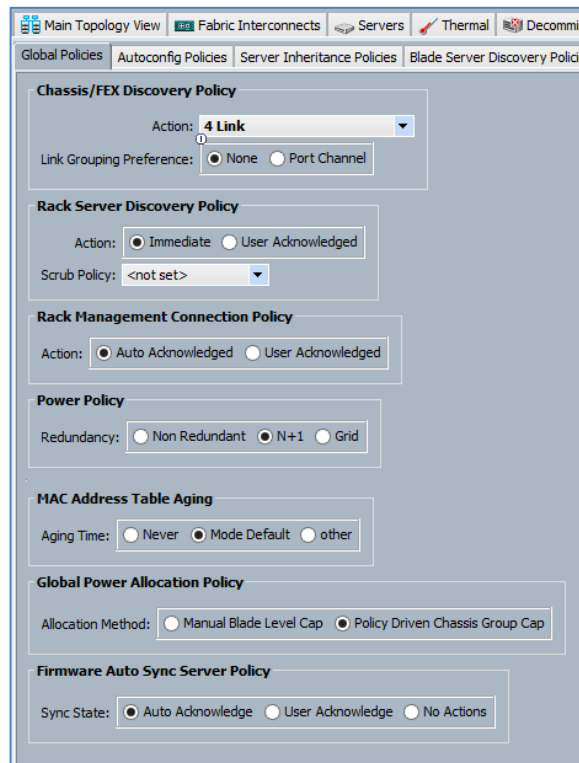 Main Topology View Fabric Interconnects Servers Thermal Decommi
Global Policies Autoconfig Policies Server Inheritance Policies Blade Server Discovery Polici
Chassis/FEX Discovery Policy
Action: 4 Link
Link Grouping Preference: None Port Channel
Rack Server Discovery Policy
Action: Immediate User Acknowledged
Scrub Policy: <not set>
Rack Management Connection Policy
Action: Auto Acknowledged User Acknowledged
Power Policy
Redundancy: Non Redundant N+1 Grid
MAC Address Table Aging
Aging Time: Never Mode Default other
Global Power Allocation Policy
Allocation Method: Manual Blade Level Cap Policy Driven Chassis Group Cap
Firmware Auto Sync Server Policy
Sync State: Auto Acknowledge User Acknowledge No Actions